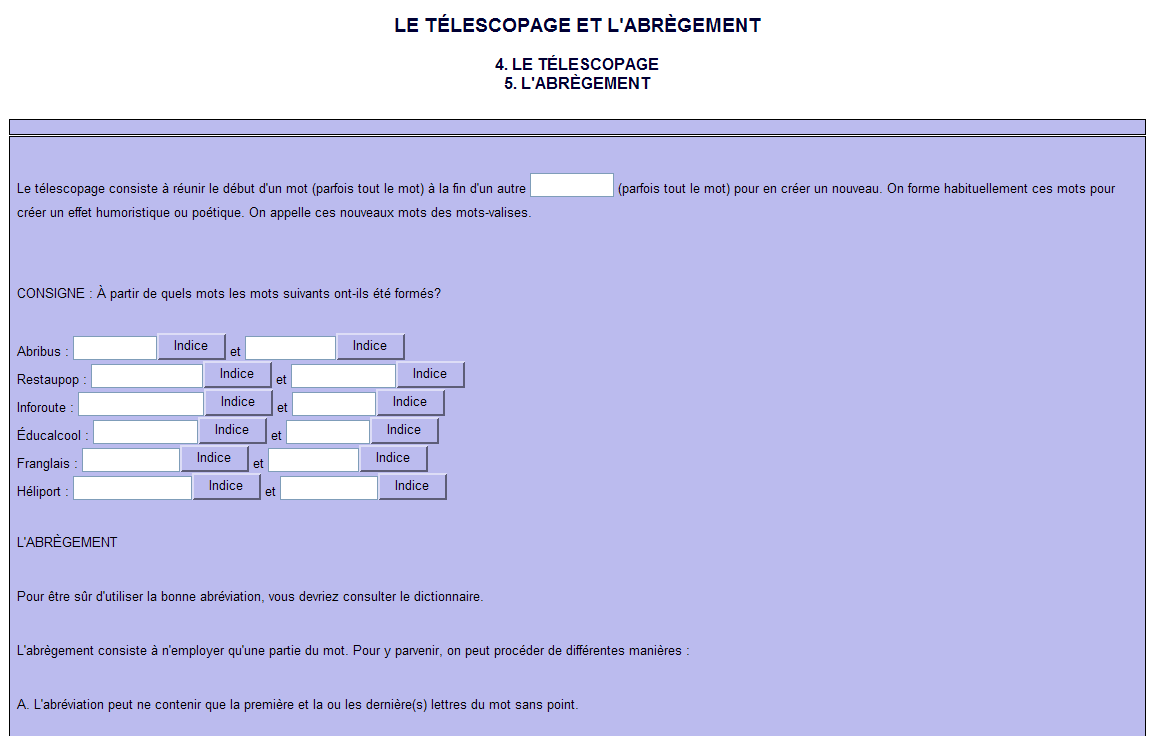 LE TÉLESCOPAGE ET L'ABRÈGEMENT
4. LE TÉLESCOPAGE
5. L'ABRÈGEMENT
Le télescopage consiste à réunir le début d'un mot (parfois tout le mot) à la fin d'un autre (parfois tout le mot) pour en créer un nouveau. On forme habituellement ces mots pour
créer un effet humoristique ou poétique. On appelle ces nouveaux mots des mots-valises.
CONSIGNE : À partir de quels mots les mots suivants ont-ils été formés?
Abribus : Indice et Indice
Restaupop : Indice et Indice
Inforoute : Indice et Indice
Éducalcool : Indice et Indice
Franglais : Indice et Indice
Héliport : Indice et Indice
L'ABRÈGEMENT
Pour être sûr d'utiliser la bonne abréviation, vous devriez consulter le dictionnaire.
L'abrègement consiste à n'employer qu'une partie du mot. Pour y parvenir, on peut procéder de différentes manières :
A. L'abréviation peut ne contenir que la première et la ou les dernière(s) lettres du mot sans point.